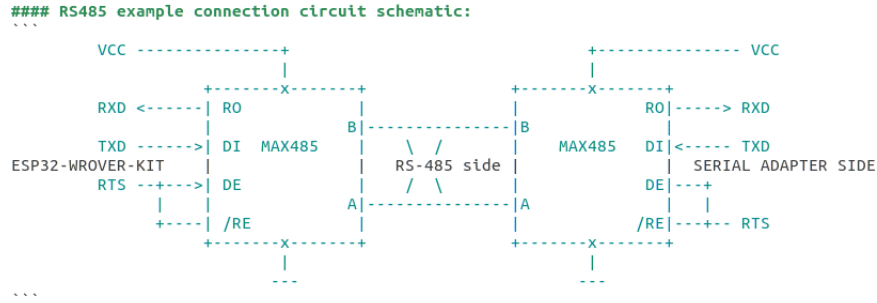 #### RS485 example connection circuit schematic:
```
         VCC ---------------+                               +--------------- VCC
                            |                               |
                    +-------x-------+               +-------x-------+
         RXD <------| RO            |               |             RO|-----> RXD
                    |              B|---------------|B              |
         TXD ------>| DI  MAX485    |    \  /       |    MAX485   DI|<----- TXD
ESP32-WROVER-KIT    |               |   RS-485 side |               |  SERIAL ADAPTER SIDE
         RTS --+--->| DE            |    /  \       |             DE|---+
               |    |              A|---------------|A              |   |
               +----| /RE           |               |            /RE|---+-- RTS
                    +-------x-------+               +-------x-------+
                            |                               |
                           ---                             ---
```